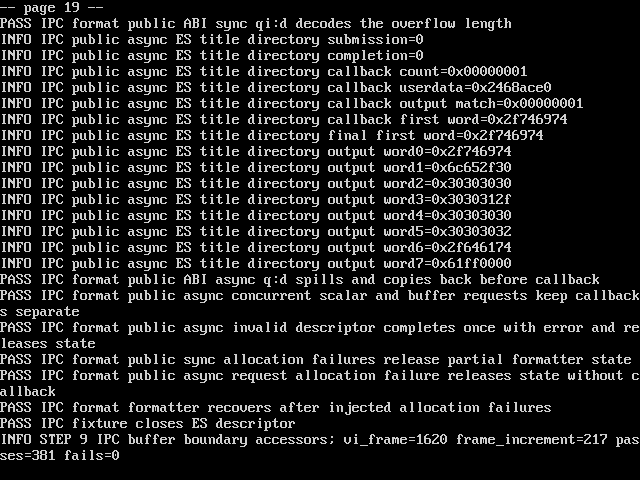 -- page 19 --
PASS IPC format public ABI sync qi:d decodes the overflow length
INFO IPC public async ES title directory submission=0
INFO IPC public async ES title directory completion=0
INFO IPC public async ES title directory callback count=0x00000001
INFO IPC public async ES title directory callback userdata=0x2468ace0
INFO IPC public async ES title directory callback output match=0x00000001
INFO IPC public async ES title directory callback first word=0x2f746974
INFO IPC public async ES title directory final first word=0x2f746974
INFO IPC public async ES title directory output word0=0x2f746974
INFO IPC public async ES title directory output word1=0x6c652f30
INFO IPC public async ES title directory output word2=0x30303030
INFO IPC public async ES title directory output word3=0x3030312f
INFO IPC public async ES title directory output word4=0x30303030
INFO IPC public async ES title directory output word5=0x30303032
INFO IPC public async ES title directory output word6=0x2f646174
INFO IPC public async ES title directory output word7=0x61ff0000
PASS IPC format public ABI async q:d spills and copies back before callback
PASS IPC format public async concurrent scalar and buffer requests keep callback
s separate
PASS IPC format public async invalid descriptor completes once with error and re
leases state
PASS IPC format public sync allocation failures release partial formatter state
PASS IPC format public async request allocation failure releases state without c
allback
PASS IPC format formatter recovers after injected allocation failures
PASS IPC fixture closes ES descriptor
INFO STEP 9 IPC buffer boundary accessors; vi_frame=1620 frame_increment=217 pas
ses=381 fails=0